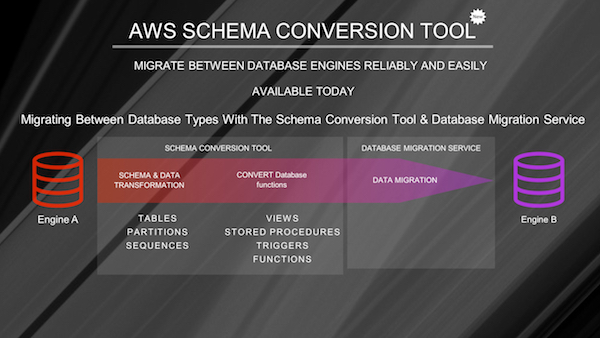 AWS SCHEMA CONVERSION TOOL
MIGRATE BETWEEN DATABASE ENGINES RELIABLY AND EASILY
AVAILABLE TODAY
Migrating Between Database Types With The Schema Conversion Tool & Database Migration Service
SCHEMA CONVERSION TOOL
DATABASE MIGRATION SERVICE
SCHEMA & DATA
TRANSFORMATION
CONVERT Database
functions
DATA MIGRATION
Engine A
Engine B
TABLES
PARTITIONS
SEQUENCES
VIEWS
STORED PROCEDURES
TRIGGERS
FUNCTIONS